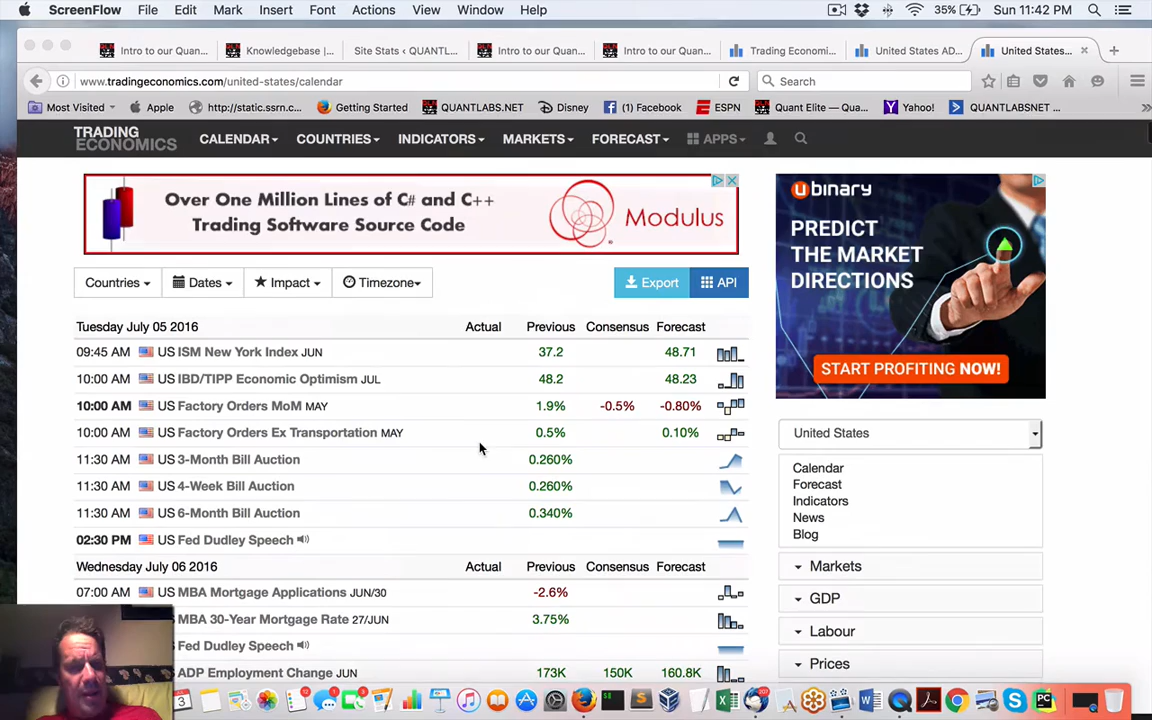 ScreenFlow File Edit Mark Insert Font Actions View Window Help 35% Sun 11:42 PM
Intro to our Quan... Knowledgebase |... Site Stats ‹ QUANTL... Intro to our Quan... Intro to our Quan... Trading Economi... United States AD... United States...
www.tradingeconomics.com/united-states/calendar Search
Most Visited Apple http://static.ssrn.c... Getting Started QUANTLABS.NET Disney (1) Facebook ESPN Quant Elite — Qua... Yahoo! QUANTLABSNET ...
TRADING ECONOMICS CALENDAR COUNTRIES INDICATORS MARKETS FORECAST APPS
Over One Million Lines of C# and C++
Trading Software Source Code
Modulus
ubinary
PREDICT
THE MARKET
DIRECTIONS
START PROFITING NOW!
Countries Dates Impact Timezone Export API
Tuesday July 05 2016 Actual Previous Consensus Forecast
09:45 AM US ISM New York Index JUN 37.2 48.71
10:00 AM US IBD/TIPP Economic Optimism JUL 48.2 48.23
10:00 AM US Factory Orders MoM MAY 1.9% -0.5% -0.80%
10:00 AM US Factory Orders Ex Transportation MAY 0.5% 0.10%
11:30 AM US 3-Month Bill Auction 0.260%
11:30 AM US 4-Week Bill Auction 0.260%
11:30 AM US 6-Month Bill Auction 0.340%
02:30 PM US Fed Dudley Speech
Wednesday July 06 2016 Actual Previous Consensus Forecast
07:00 AM US MBA Mortgage Applications JUN/30 -2.6%
US MBA 30-Year Mortgage Rate 27/JUN 3.75%
US Fed Dudley Speech
US ADP Employment Change JUN 173K 150K 160.8K
United States
Calendar
Forecast
Indicators
News
Blog
Markets
GDP
Labour
Prices